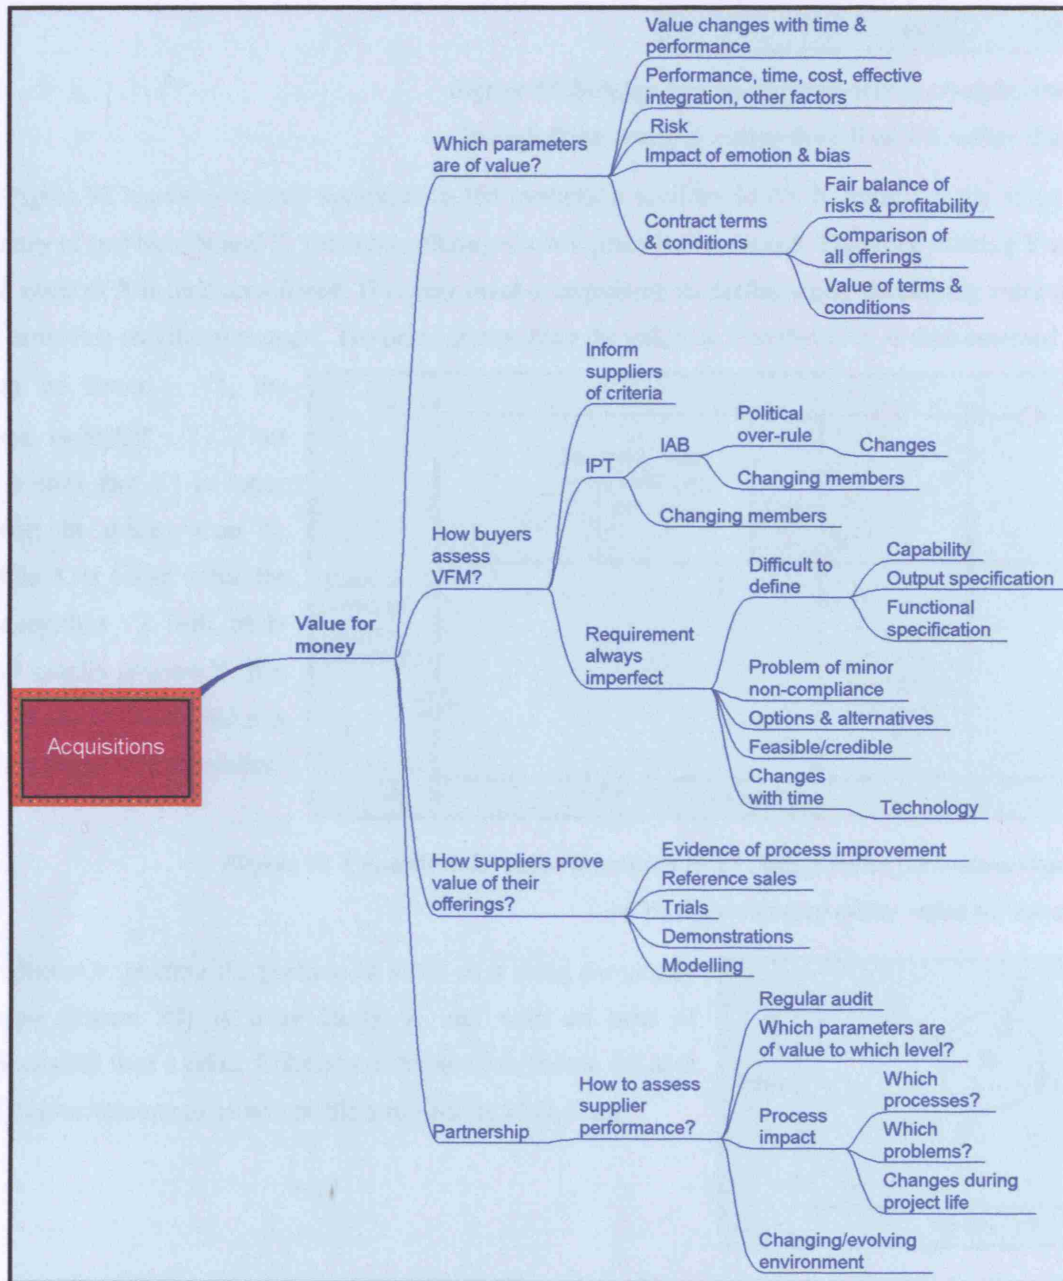 Value changes with time &
performance
Performance, time, cost, effective
integration, other factors
Risk
Impact of emotion & bias
Which parameters
are of value?
Contract terms
& conditions
Fair balance of
risks & profitability
Comparison of
all offerings
Value of terms &
conditions
Inform
suppliers
of criteria
IPT
IAB
Political
over-rule
Changes
Changing members
Changing members
How buyers
assess
VFM?
Difficult to
define
Capability
Output specification
Functional
specification
Requirement
always
imperfect
Problem of minor
non-compliance
Options & alternatives
Feasible/credible
Changes
with time
Technology
Value for
money
Acquisitions
How suppliers prove
value of their
offerings?
Evidence of process improvement
Reference sales
Trials
Demonstrations
Modelling
Partnership
How to assess
supplier
performance?
Regular audit
Which parameters are
of value to which level?
Process
impact
Which
processes?
Which
problems?
Changes during
project life
Changing/evolving
environment